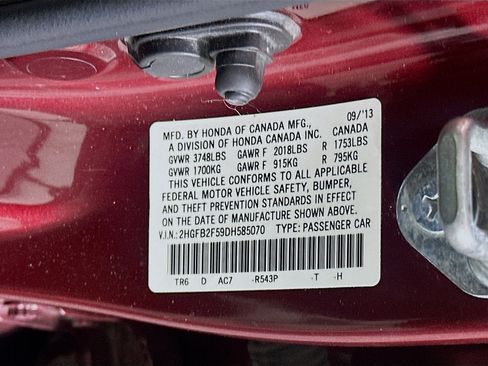 09/'13
MFD. BY HONDA OF CANADA MFG., CANADA
A DIVISION OF HONDA CANADA INC.
GVWR 3748LBS GAWR F 2018LBS R 1753LBS
GVWR 1700KG GAWR F 915KG R 795KG
THIS VEHICLE CONFORMS TO ALL APPLICABLE
FEDERAL MOTOR VEHICLE SAFETY, BUMPER,
AND THEFT PREVENTION STANDARDS IN EFFECT
ON THE DATE OF MANUFACTURE SHOWN ABOVE.
V.I.N.: 2HGFB2F59DH585070 TYPE: PASSENGER CAR
TR6 D AC7 -R543P -T -H